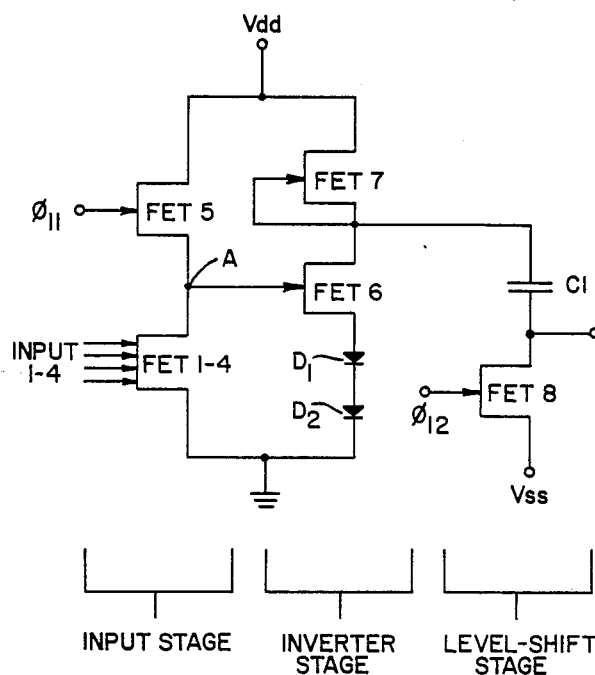 Vdd
FET 7
Ø11
FET 5
A
FET 6
C1
INPUT
1-4
FET 1-4
D1
D2
Ø12
FET 8
Vss
INPUT STAGE
INVERTER
STAGE
LEVEL-SHIFT
STAGE